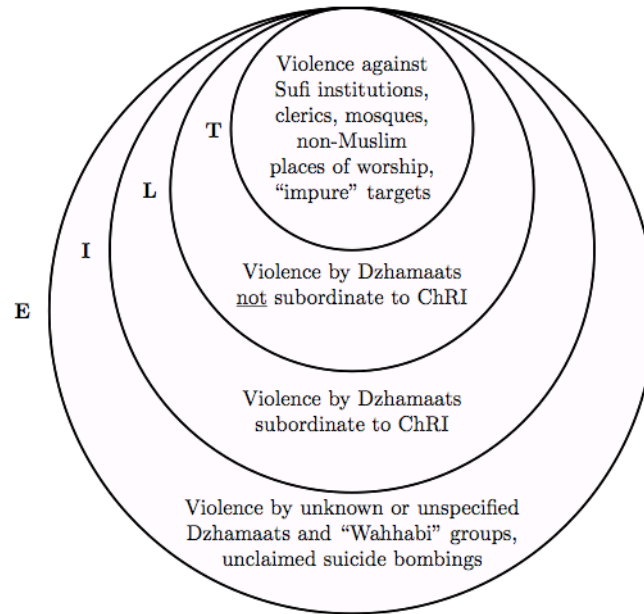 Violence against
Sufi institutions,
clerics, mosques,
T
non-Muslim
places of worship,
“impure” targets
L
I
Violence by Dzhamaats
not subordinate to ChRI
E
Violence by Dzhamaats
subordinate to ChRI
Violence by unknown or unspecified
Dzhamaats and “Wahhabi” groups,
unclaimed suicide bombings